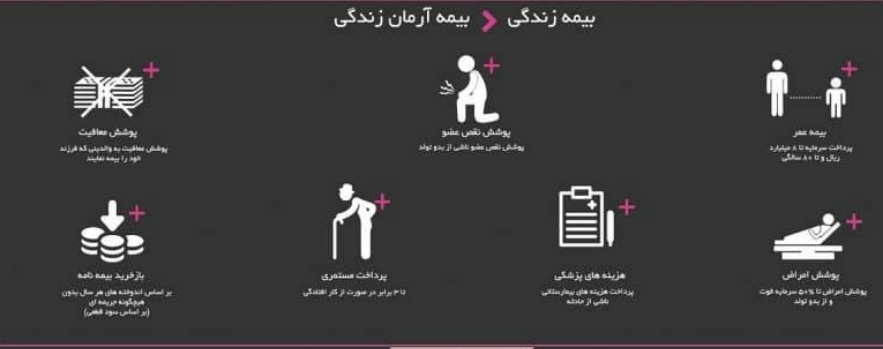 بیمه زندگی > بیمه آرمان زندگی
بیمه عمر
پرداخت سرمایه تا ۸ میلیارد
ریال و تا ۸۰ سالگی
پوشش نقص عضو
پوشش نقص عضو ناشی از بدو تولد
پوشش معافیت
پوشش معافیت به والدینی که فرزند
خود را بیمه نمایند
پوشش امراض
پوشش امراض تا ۵۰% سرمایه فوت
و از بدو تولد
هزینه های پزشکی
پرداخت هزینه های بیمارستانی
ناشی از حادثه
پرداخت مستمری
تا ۳ برابر در صورت از کار افتادگی
بازخرید بیمه نامه
بر اساس اندوخته های هر سال بدون
هیچگونه جریمه ای
(بر اساس سود قطعی)